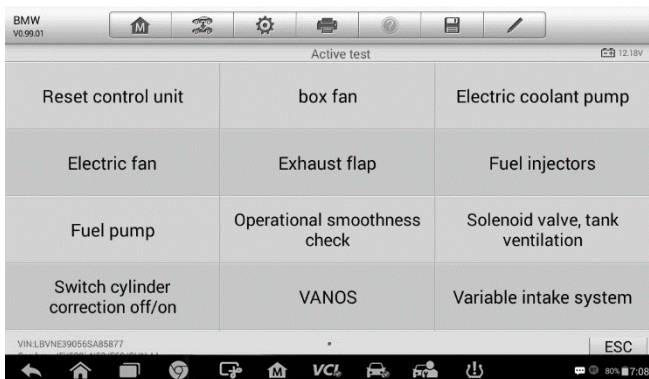 BMW
V0.99.01
Active test
12.18V
Reset control unit
box fan
Electric coolant pump
Electric fan
Exhaust flap
Fuel injectors
Fuel pump
Operational smoothness
check
Solenoid valve, tank
ventilation
Switch cylinder
correction off/on
VANOS
Variable intake system
VIN:LBVNE39056SA85877
ESC
VCI
80%
7:08